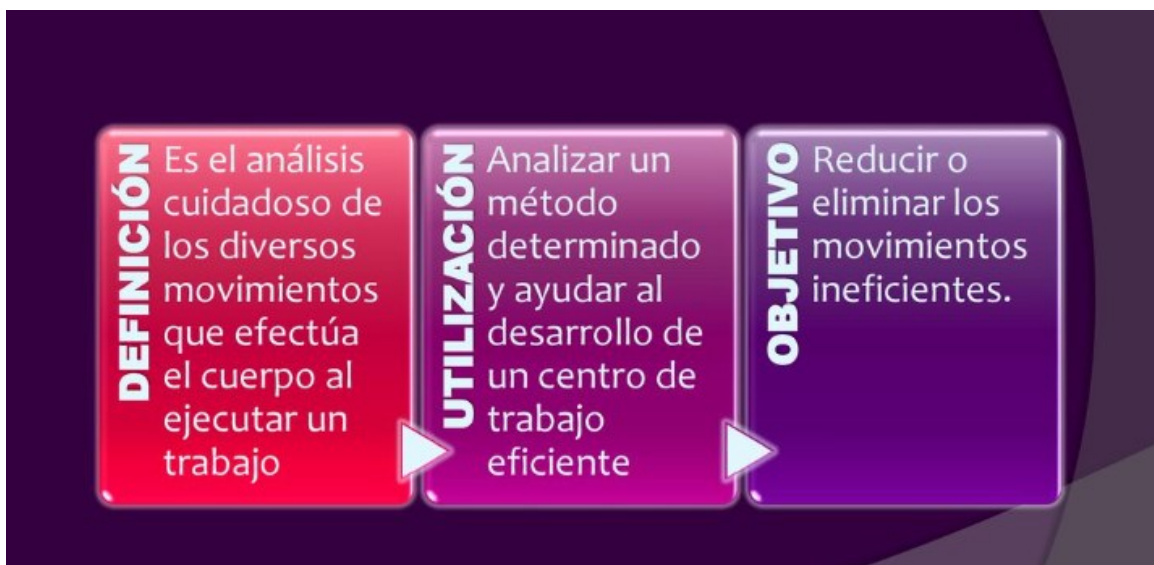 DEFINICIÓN
Es el análisis
cuidadoso de
los diversos
movimientos
que efectúa
el cuerpo al
ejecutar un
trabajo
UTILIZACIÓN
Analizar un
método
determinado
y ayudar al
desarrollo de
un centro de
trabajo
eficiente
OBJETIVO
Reducir o
eliminar los
movimientos
ineficientes.